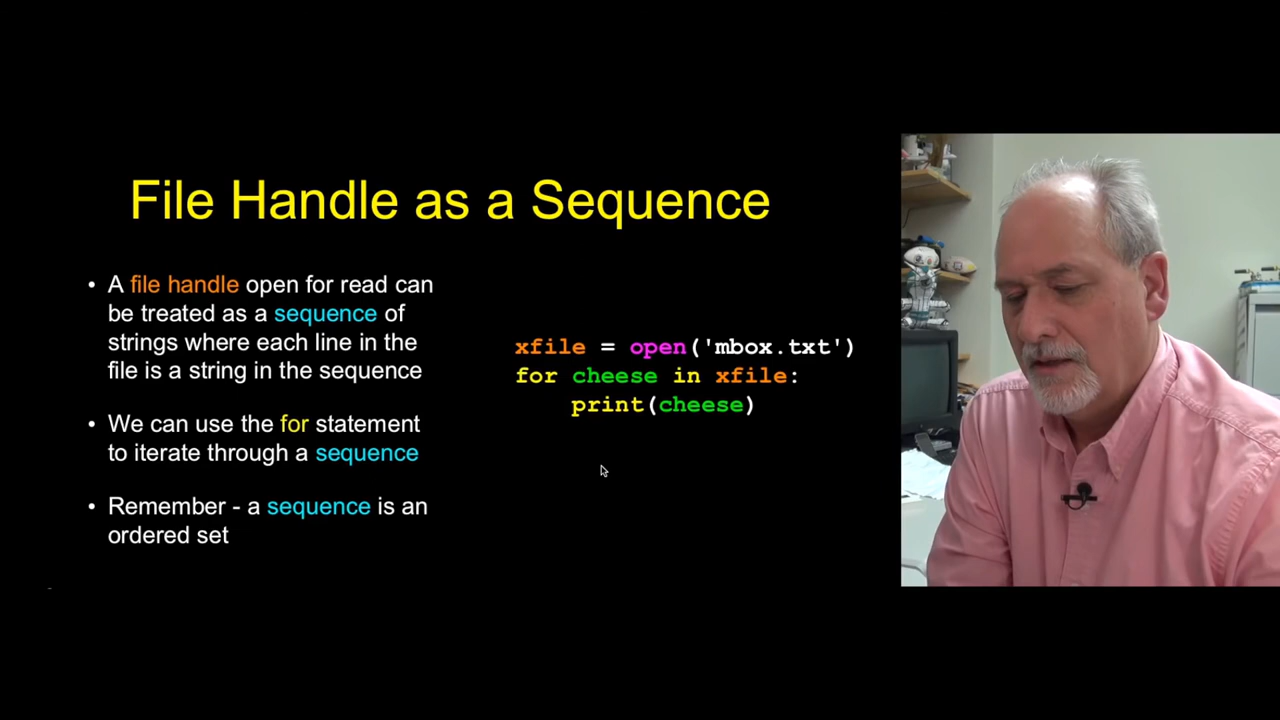 File Handle as a Sequence
• A file handle open for read can
be treated as a sequence of
strings where each line in the
file is a string in the sequence
• We can use the for statement
to iterate through a sequence
• Remember - a sequence is an
ordered set
xfile = open('mbox.txt')
for cheese in xfile:
    print(cheese)